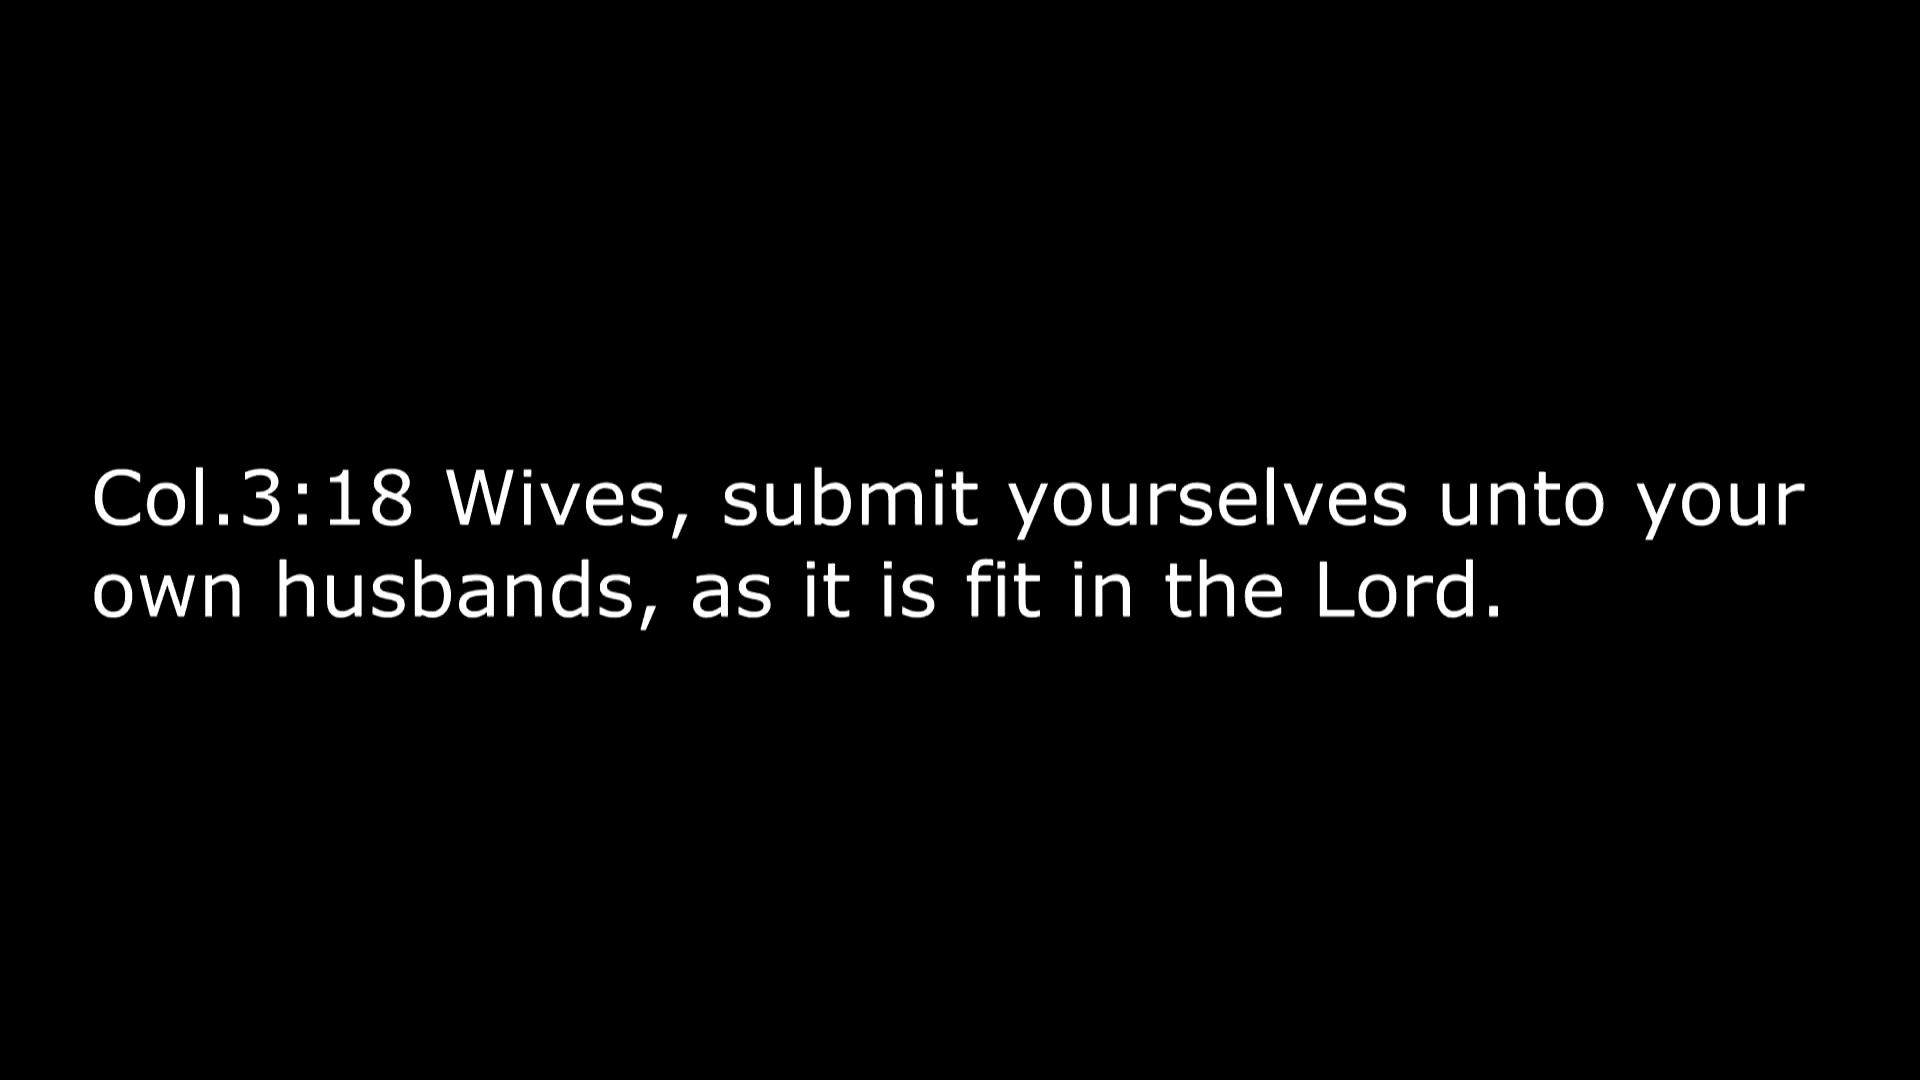 Col.3:18 Wives, submit yourselves unto your
own husbands, as it is fit in the Lord.